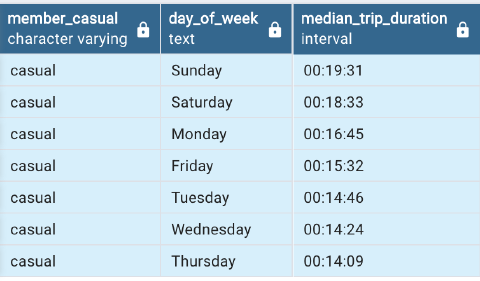 member_casual day_of_week median_trip_duration
character varying text interval
casual Sunday 00:19:31
casual Saturday 00:18:33
casual Monday 00:16:45
casual Friday 00:15:32
casual Tuesday 00:14:46
casual Wednesday 00:14:24
casual Thursday 00:14:09